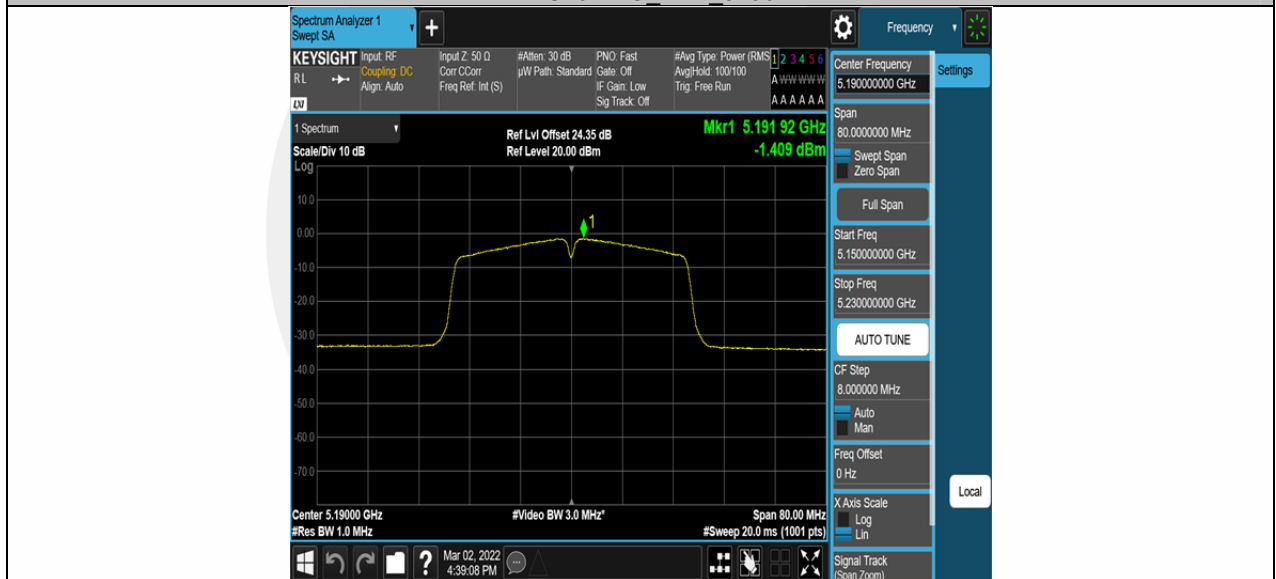 Spectrum Analyzer 1
Swept SA
+
Frequency
KEYSIGHT
RL
LXI
Input: RF
Coupling: DC
Align: Auto
Input Z: 50 Ω
Corr CCorr
Freq Ref: Int (S)
#Atten: 30 dB
µW Path: Standard
PNO: Fast
Gate: Off
IF Gain: Low
Sig Track: Off
#Avg Type: Power (RMS
Avg|Hold: 100/100
Trig: Free Run
1 2 3 4 5 6
A W W W W W
A A A A A A
1 Spectrum
Scale/Div 10 dB
Ref Lvl Offset 24.35 dB
Ref Level 20.00 dBm
Mkr1 5.191 92 GHz
-1.409 dBm
Log
10.0
0.00
-10.0
-20.0
-30.0
-40.0
-50.0
-60.0
-70.0
1
Center 5.19000 GHz
#Res BW 1.0 MHz
#Video BW 3.0 MHz*
Span 80.00 MHz
#Sweep 20.0 ms (1001 pts)
Center Frequency
5.190000000 GHz
Span
80.0000000 MHz
Swept Span
Zero Span
Full Span
Start Freq
5.150000000 GHz
Stop Freq
5.230000000 GHz
AUTO TUNE
CF Step
8.000000 MHz
Auto
Man
Freq Offset
0 Hz
X Axis Scale
Log
Lin
Signal Track
(Span Zoom)
Settings
Local
?
Mar 02, 2022
4:39:08 PM